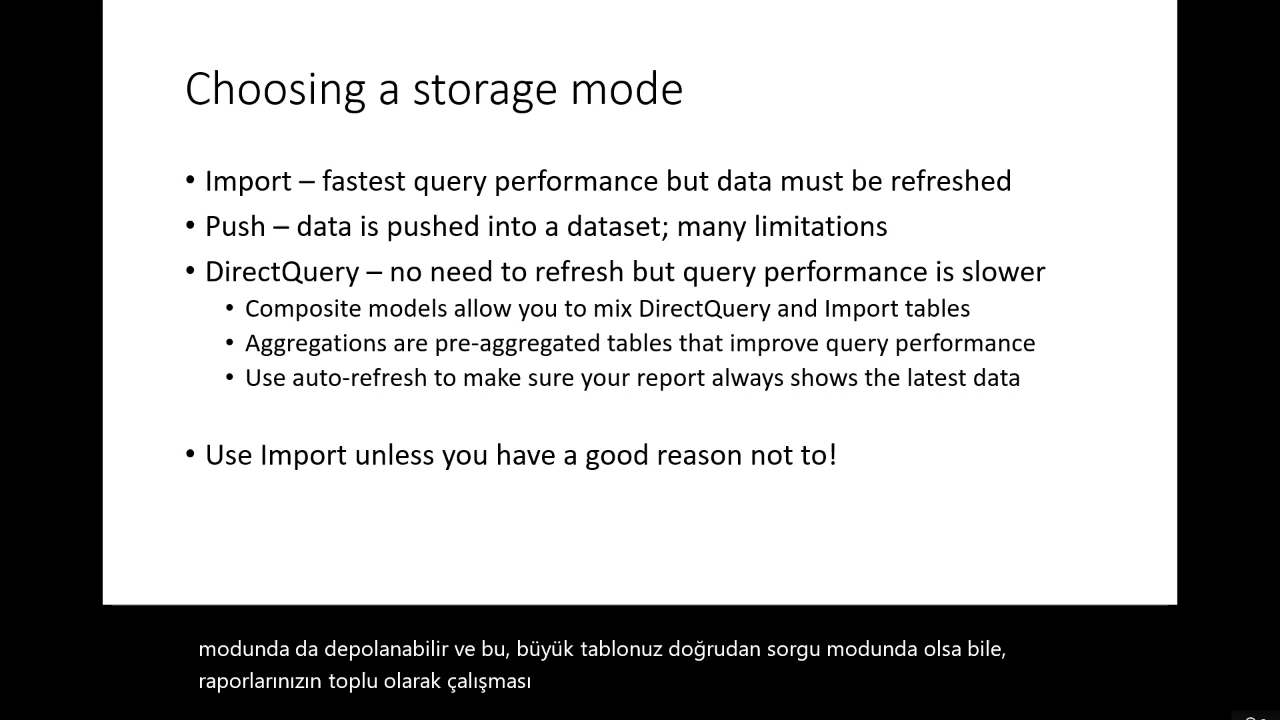 Choosing a storage mode
• Import – fastest query performance but data must be refreshed
• Push – data is pushed into a dataset; many limitations
• DirectQuery – no need to refresh but query performance is slower
• Composite models allow you to mix DirectQuery and Import tables
• Aggregations are pre-aggregated tables that improve query performance
• Use auto-refresh to make sure your report always shows the latest data
• Use Import unless you have a good reason not to!
modunda da depolanabilir ve bu, büyük tablonuz doğrudan sorgu modunda olsa bile,
raporlarınızın toplu olarak çalışması